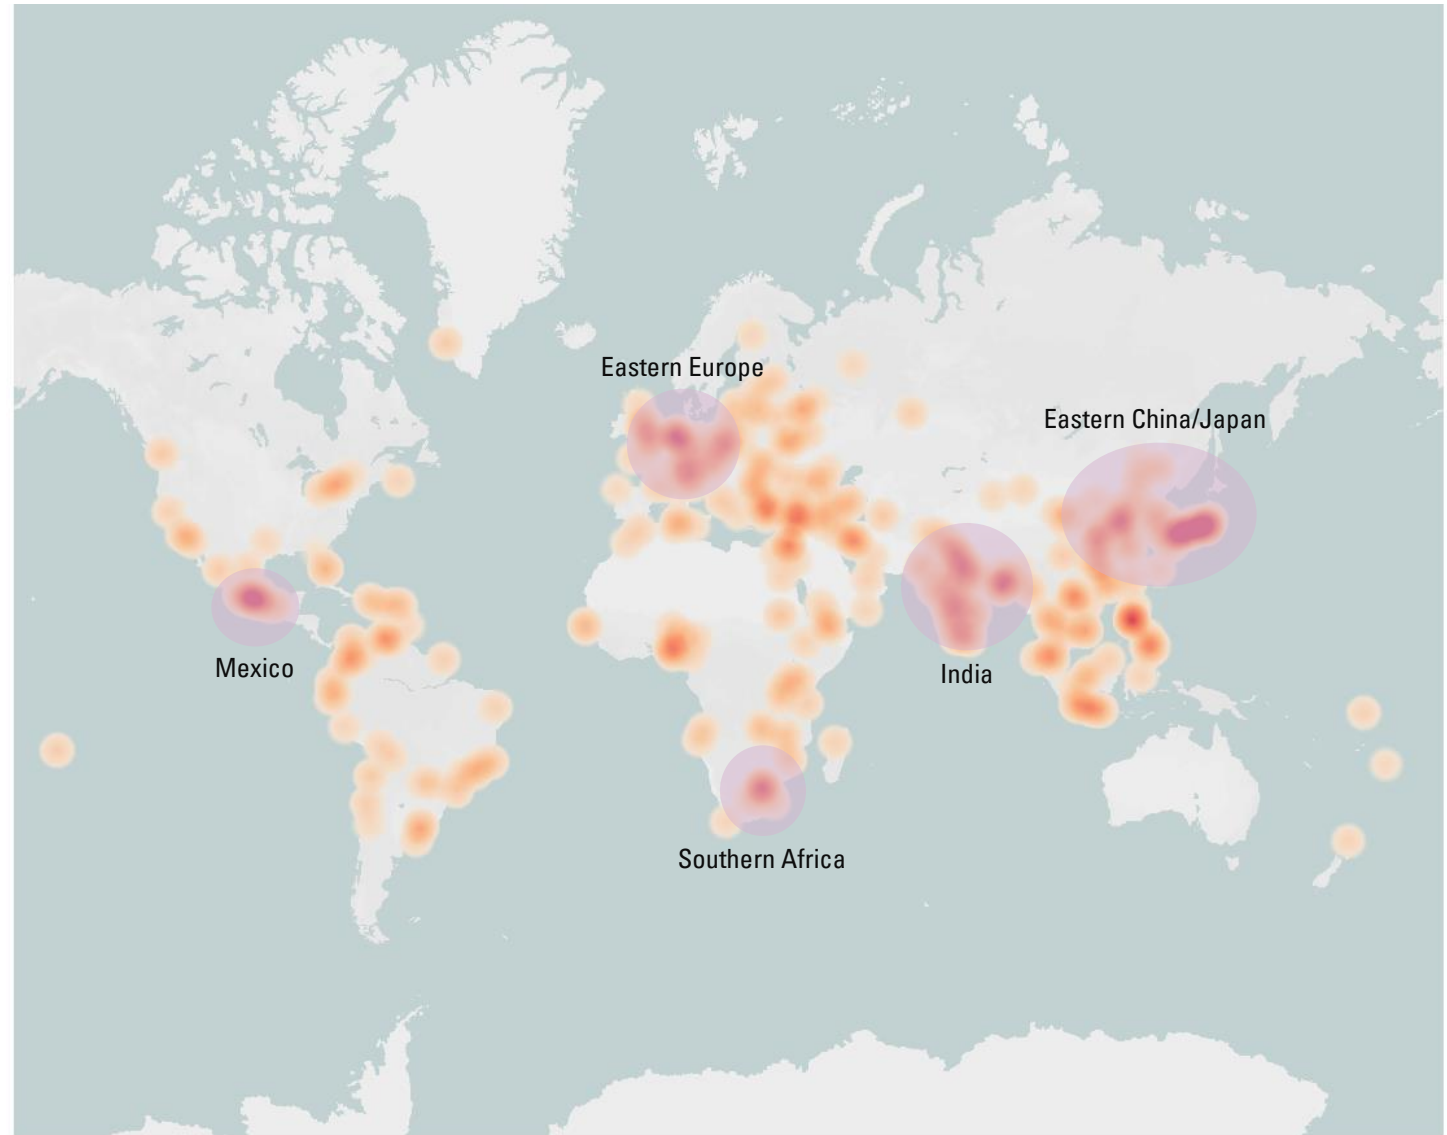 Eastern Europe
Eastern China/Japan
Mexico
India
Southern Africa